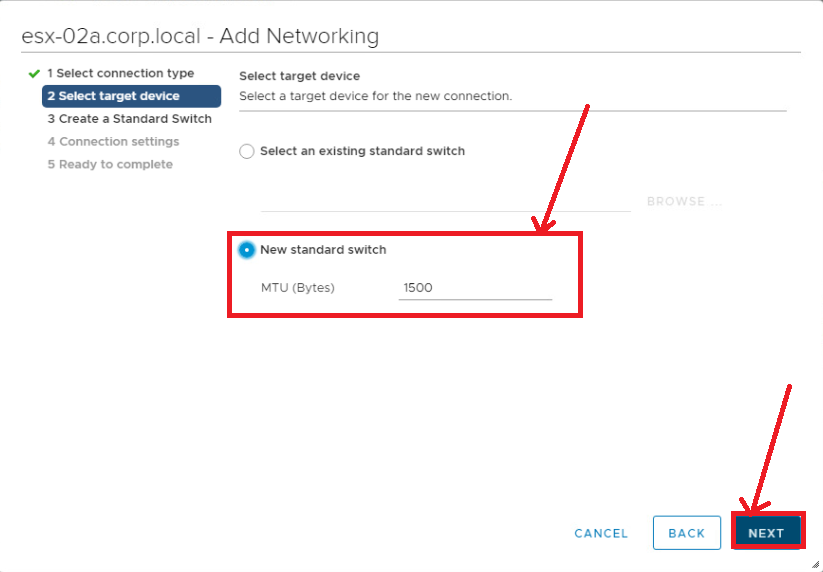 esx-02a.corp.local - Add Networking
1 Select connection type
2 Select target device
3 Create a Standard Switch
4 Connection settings
5 Ready to complete
Select target device
Select a target device for the new connection.
Select an existing standard switch
BROWSE ...
New standard switch
MTU (Bytes) 1500
CANCEL BACK NEXT